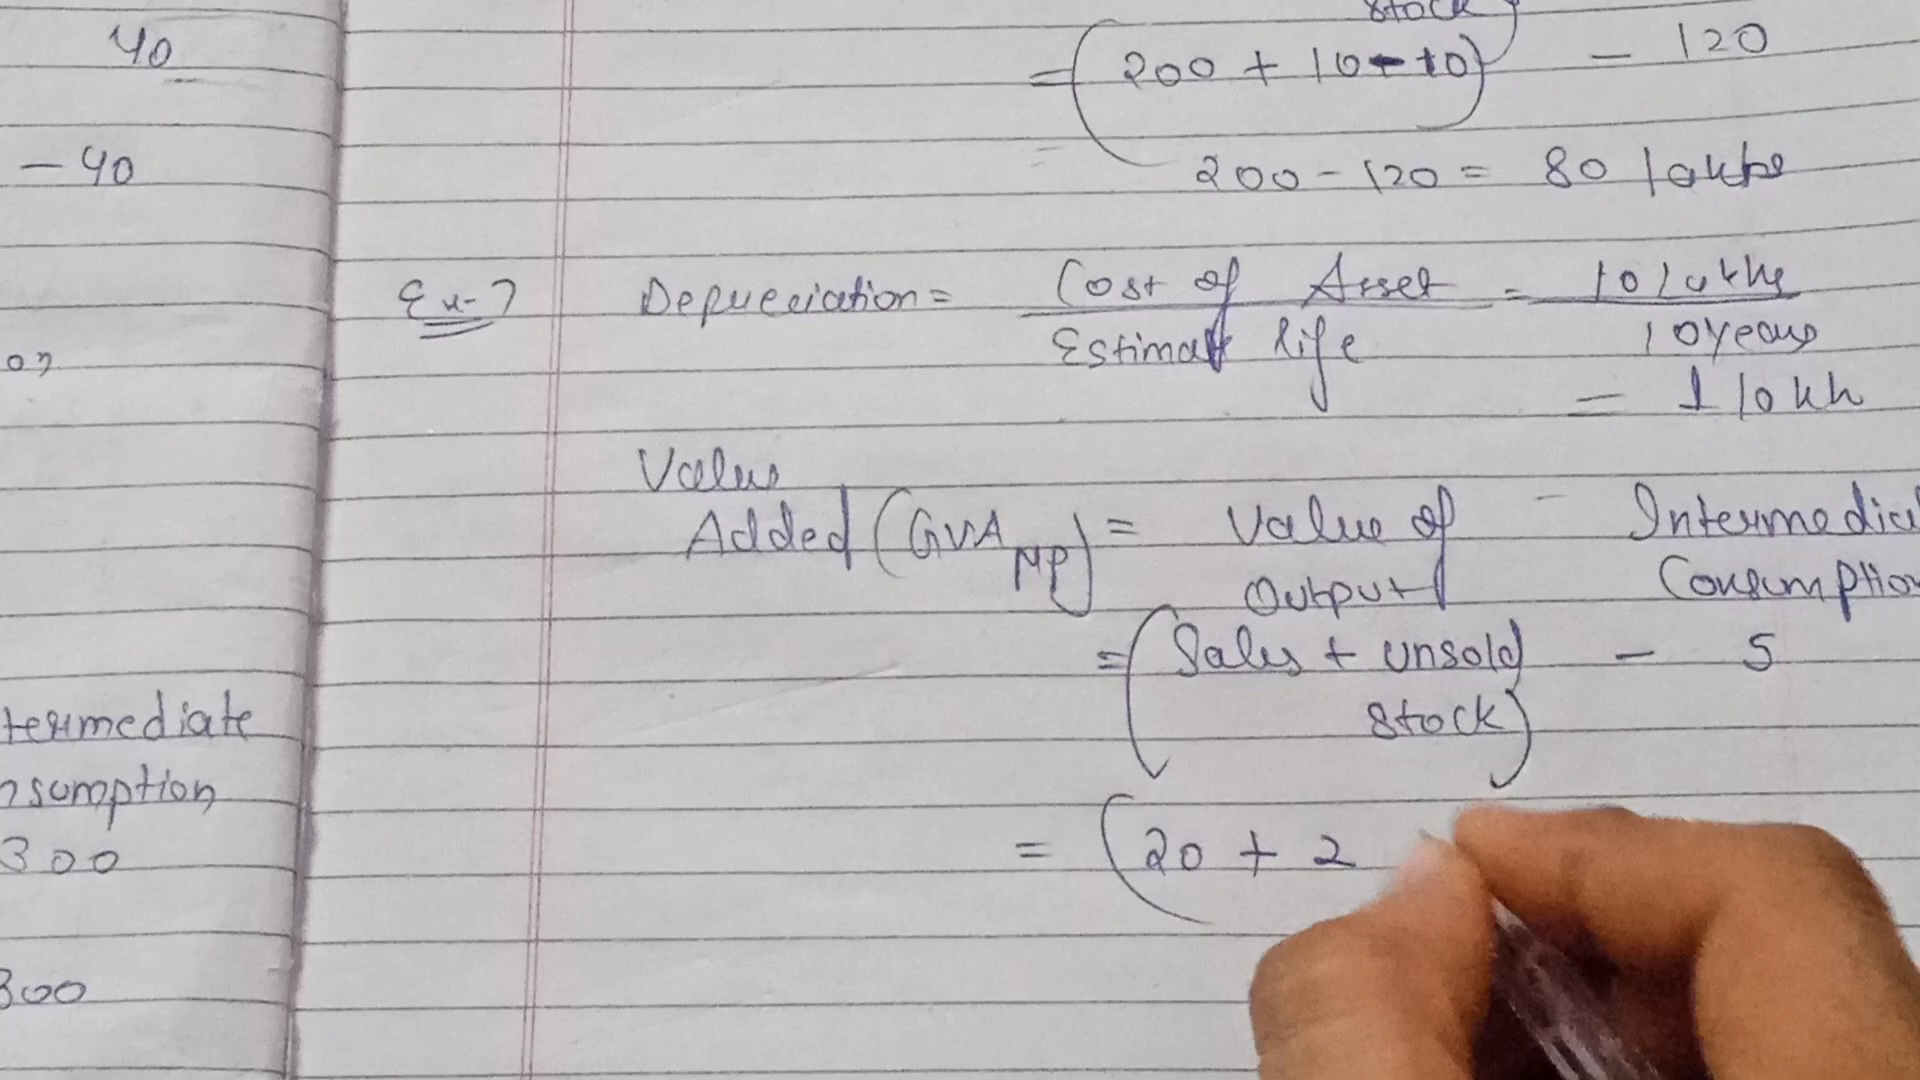 40
- 40
on
termediate
nsumption
300
300
stock)
= (200 + 10 - 10) - 120
200 - 120 = 80 lakhs
Ex-7 Depreciation = Cost of Asset = 10 lakhs
Estimat life 10 years
= 1 lakh
Value
Added (GVA MP) = Value of - Intermedia
Output Consumption
= (Sales + unsold - 5
stock)
= (20 + 2